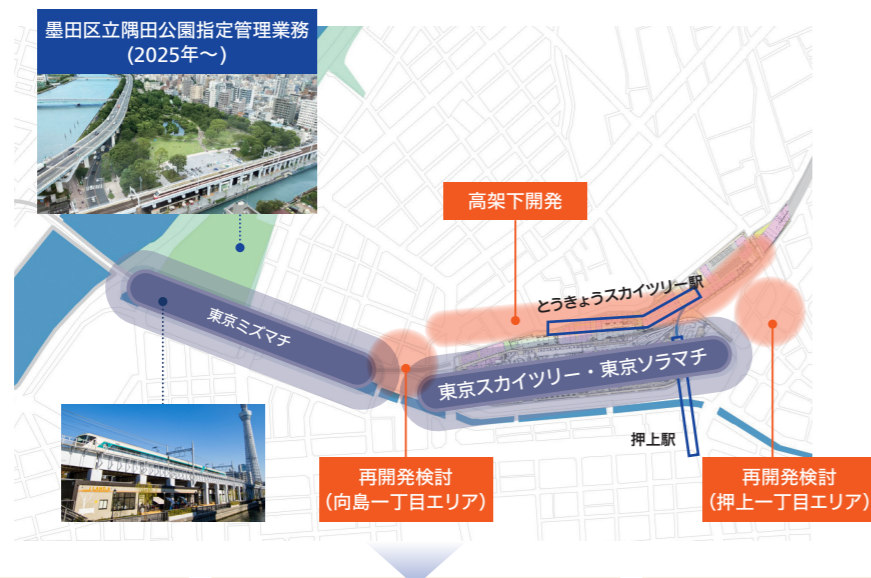 墨田区立隅田公園指定管理業務
(2025年～)
高架下開発
とうきょうスカイツリー駅
東京ミズマチ
東京スカイツリー・東京ソラマチ
押上駅
再開発検討
(向島一丁目エリア)
再開発検討
(押上一丁目エリア)